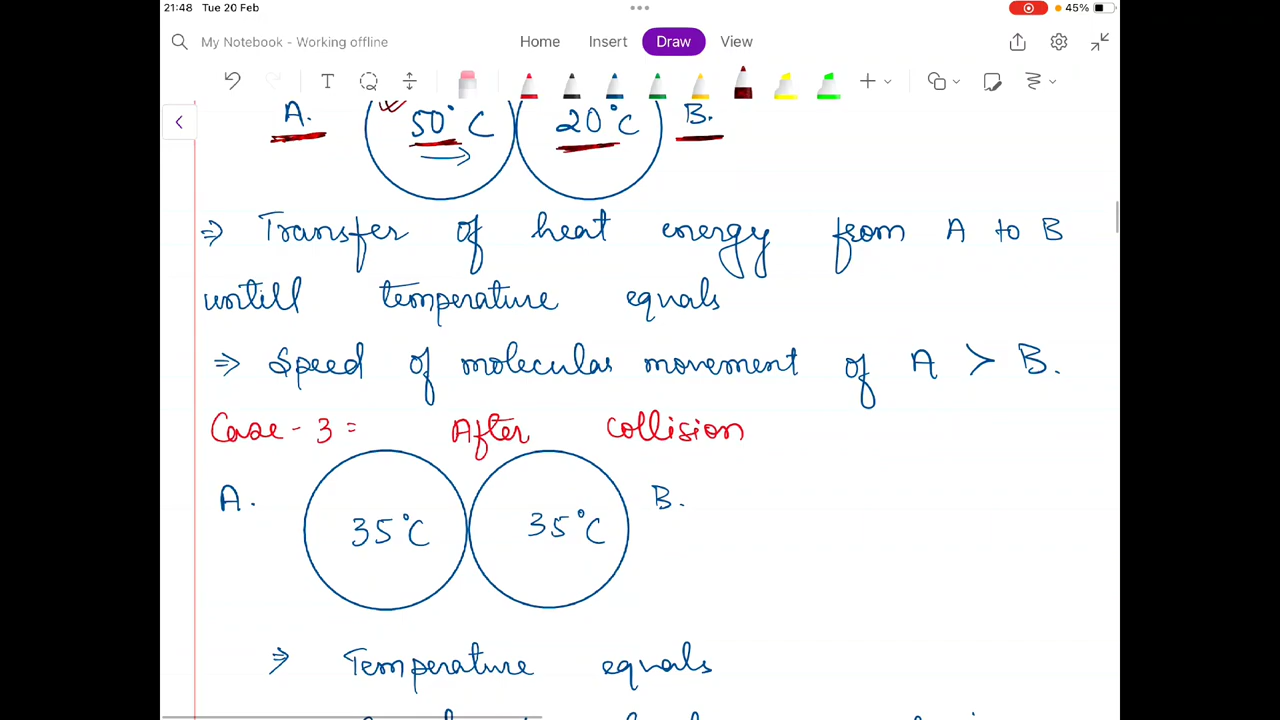 21:48 Tue 20 Feb
45%
My Notebook - Working offline
Home Insert Draw View
A. 50°C 20°C B.
⇒ Transfer of heat energy from A to B
untill temperature equals
⇒ Speed of molecular movement of A > B.
Case - 3 = After collision
A. 35°C 35°C B.
⇒ Temperature equals